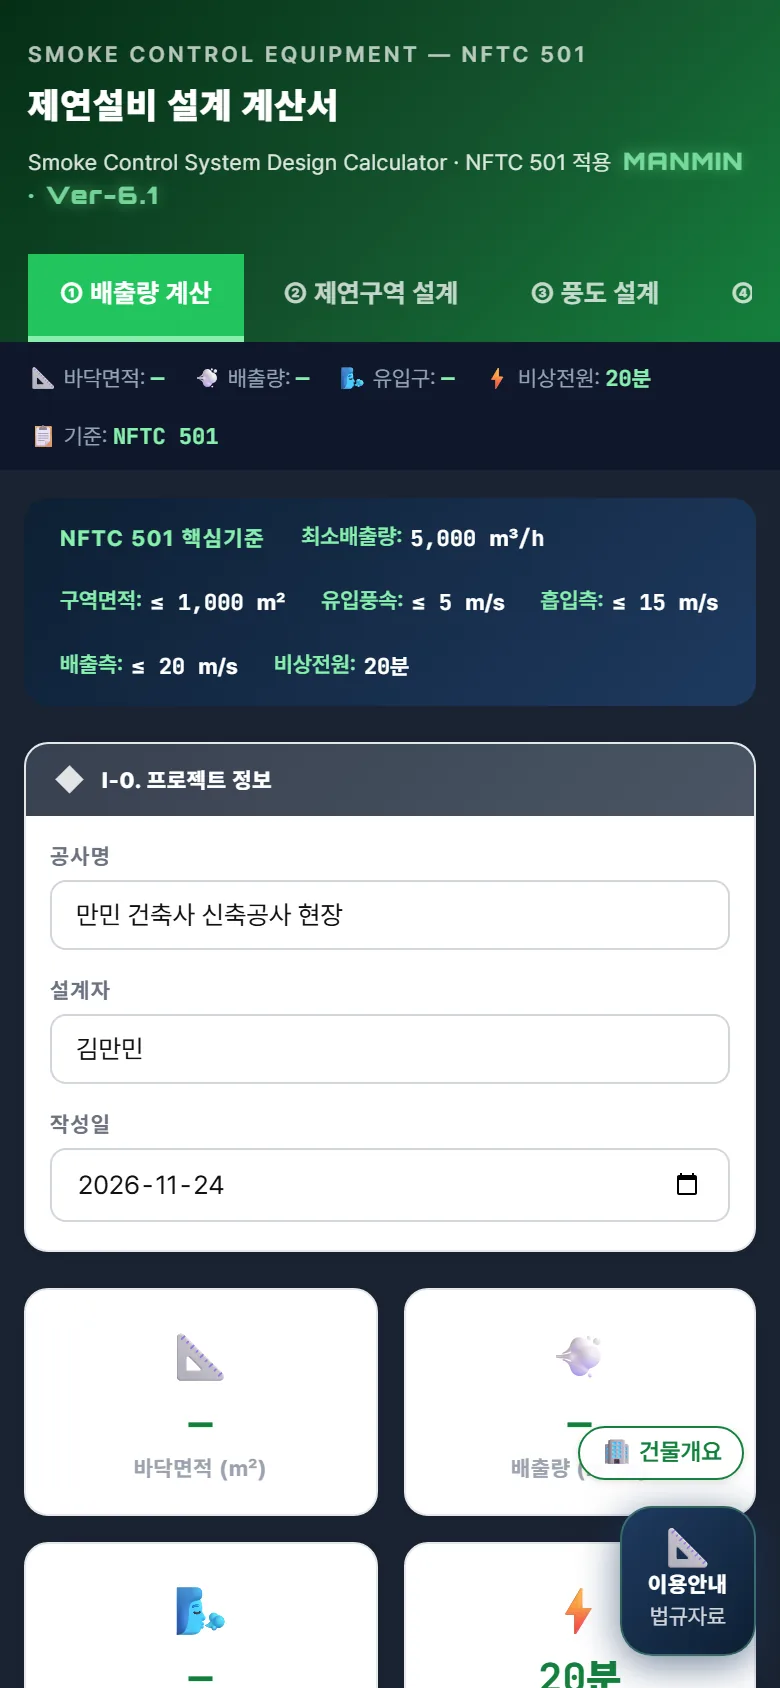 SMOKE CONTROL EQUIPMENT — NFTC 501
제연설비 설계 계산서
Smoke Control System Design Calculator · NFTC 501 적용 MANMIN
· Ver-6.1
① 배출량 계산 ② 제연구역 설계 ③ 풍도 설계 ④
바닥면적: — 배출량: — 유입구: — 비상전원: 20분
기준: NFTC 501
NFTC 501 핵심기준 최소배출량: 5,000 m³/h
구역면적: ≤ 1,000 m² 유입풍속: ≤ 5 m/s 흡입측: ≤ 15 m/s
배출측: ≤ 20 m/s 비상전원: 20분
I-0. 프로젝트 정보
공사명
만민 건축사 신축공사 현장
설계자
김만민
작성일
2026-11-24
— —
건물개요
바닥면적 (m²) 배출량
이용안내
법규자료
— 20분